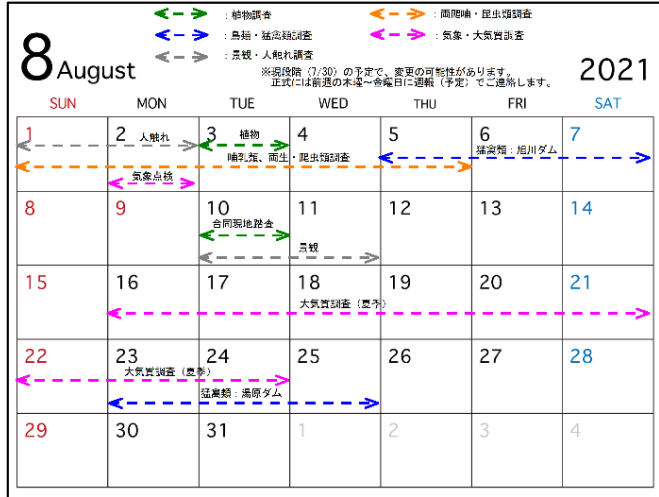 ：植物調査 ：両爬哺・昆虫類調査
：鳥類・猛禽類調査 ：気象・大気質調査
：景観・人触れ調査
8 August 2021
※現段階（7/30）の予定で、変更の可能性があります。
正式には前週の木曜～金曜日に週報（予定）でご連絡します。
SUN MON TUE WED THU FRI SAT
1 2 3 4 5 6 7
人触れ 植物
猛禽類：旭川ダム
哺乳類、両生・爬虫類調査
気象点検
8 9 10 11 12 13 14
合同現地踏査
景観
15 16 17 18 19 20 21
大気質調査（夏季）
22 23 24 25 26 27 28
大気質調査（夏季）
猛禽類：湯原ダム
29 30 31 1 2 3 4